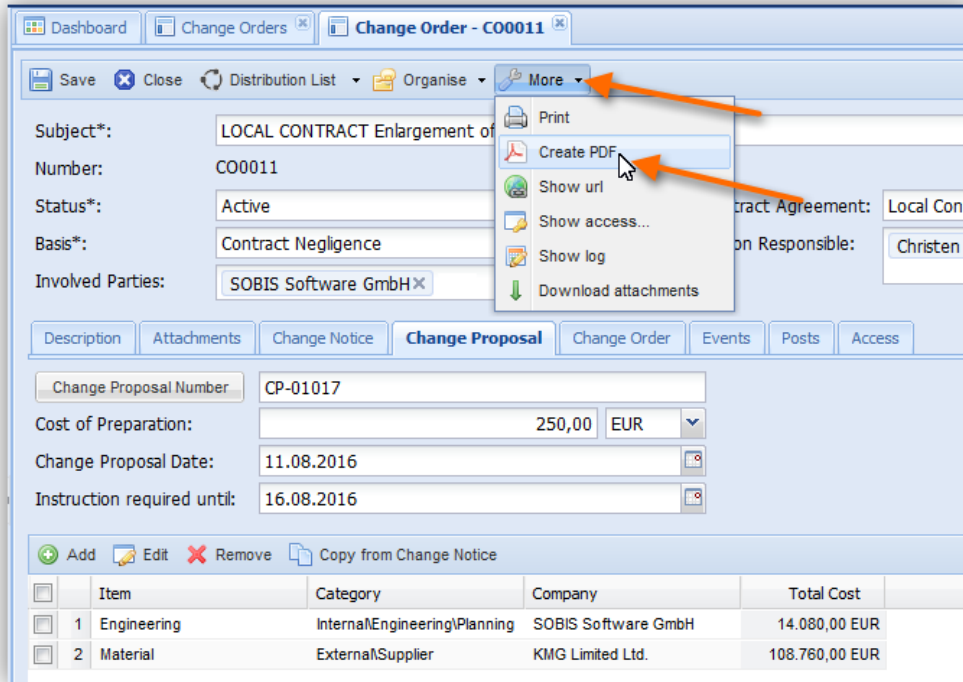 Dashboard Change Orders Change Order - CO0011
Save Close Distribution List Organise More
Print
Subject*: LOCAL CONTRACT Enlargement of
Create PDF
Number: CO0011
Show url
Status*: Active tract Agreement: Local Con
Show access...
Basis*: Contract Negligence on Responsible: Christen
Show log
Involved Parties: SOBIS Software GmbH
Download attachments
Description Attachments Change Notice Change Proposal Change Order Events Posts Access
Change Proposal Number CP-01017
Cost of Preparation: 250,00 EUR
Change Proposal Date: 11.08.2016
Instruction required until: 16.08.2016
Add Edit Remove Copy from Change Notice
Item Category Company Total Cost
1 Engineering Internal\Engineering\Planning SOBIS Software GmbH 14.080,00 EUR
2 Material External\Supplier KMG Limited Ltd. 108.760,00 EUR